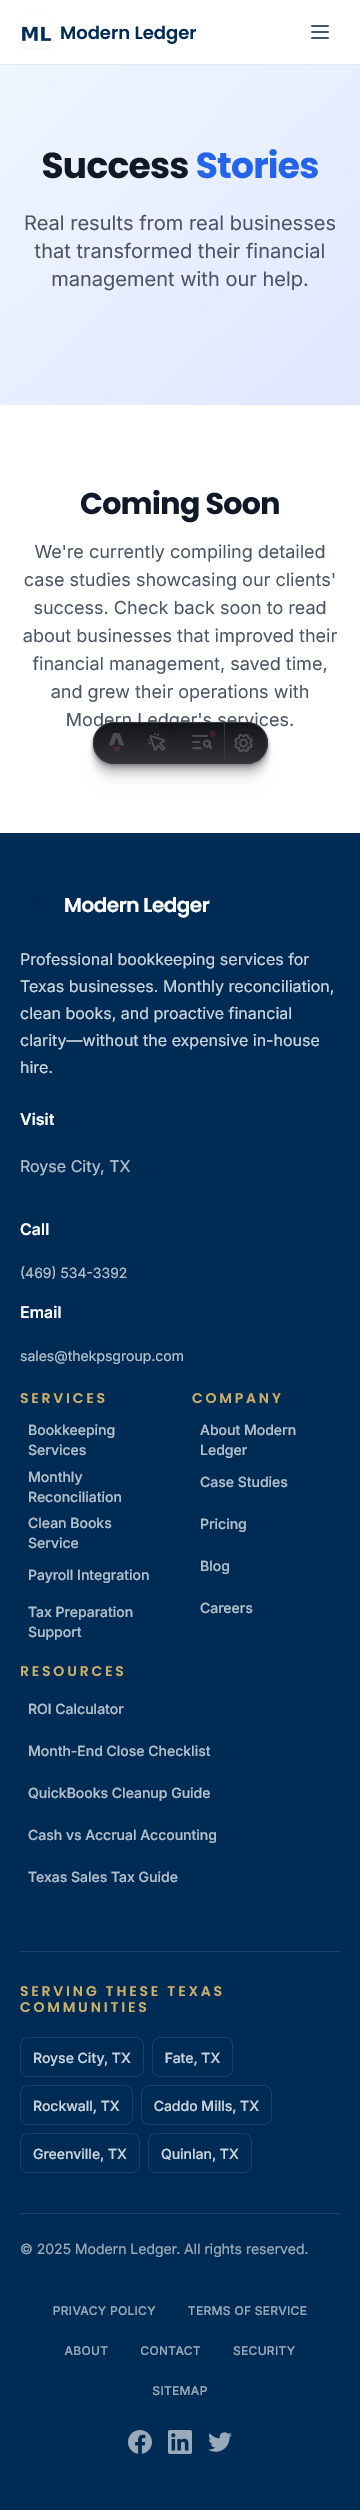 ML Modern Ledger
Success Stories
Real results from real businesses
that transformed their financial
management with our help.
Coming Soon
We're currently compiling detailed
case studies showcasing our clients'
success. Check back soon to read
about businesses that improved their
financial management, saved time,
and grew their operations with
Modern Ledger's services.
Modern Ledger
Professional bookkeeping services for
Texas businesses. Monthly reconciliation,
clean books, and proactive financial
clarity—without the expensive in-house
hire.
Visit
Royse City, TX
Call
(469) 534-3392
Email
sales@thekpsgroup.com
SERVICES
Bookkeeping
Services
Monthly
Reconciliation
Clean Books
Service
Payroll Integration
Tax Preparation
Support
COMPANY
About Modern
Ledger
Case Studies
Pricing
Blog
Careers
RESOURCES
ROI Calculator
Month-End Close Checklist
QuickBooks Cleanup Guide
Cash vs Accrual Accounting
Texas Sales Tax Guide
SERVING THESE TEXAS
COMMUNITIES
Royse City, TX
Fate, TX
Rockwall, TX
Caddo Mills, TX
Greenville, TX
Quinlan, TX
© 2025 Modern Ledger. All rights reserved.
PRIVACY POLICY
TERMS OF SERVICE
ABOUT
CONTACT
SECURITY
SITEMAP